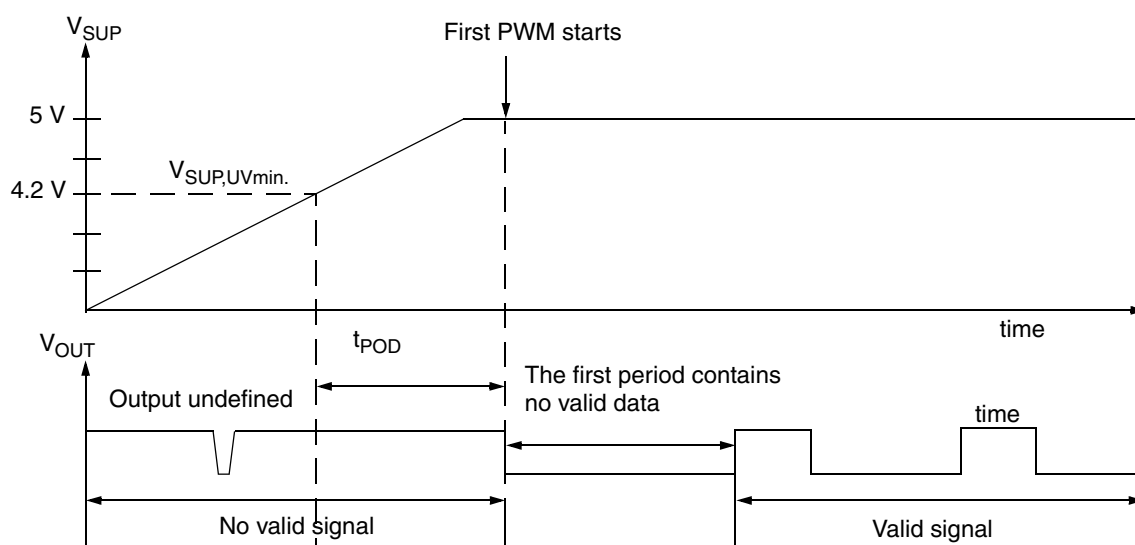 V_SUP
First PWM starts
5 V
V_SUP,UVmin.
4.2 V
time
V_OUT
t_POD
The first period contains
no valid data
Output undefined
time
No valid signal
Valid signal